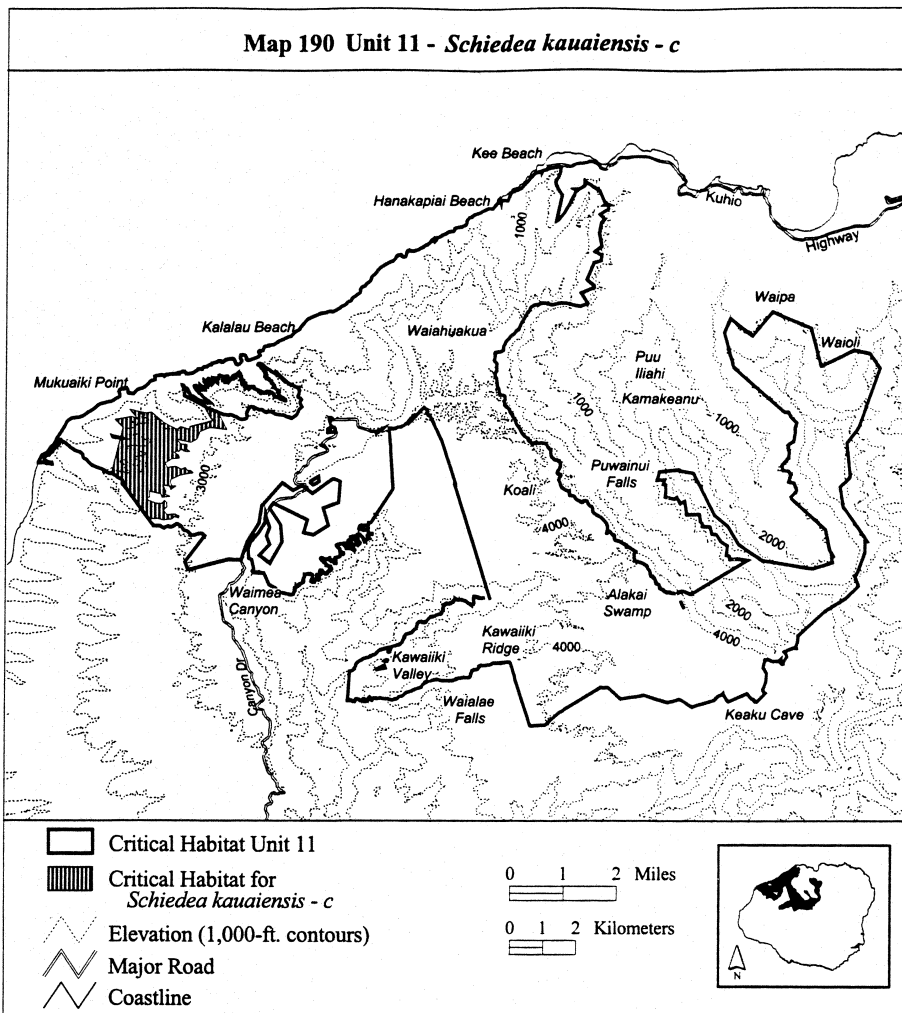 Map 190 Unit 11 - Schiedea kauaiensis - c
Kee Beach
Hanakapiai Beach
1000
Kuhio
Highway
Waipa
Kalalau Beach
Waiahuakua
Waioli
Puu
Iliahi
Mukuaiki Point
Kamakeanu
1000
1000
Puwainui
Falls
3000
Koali
4000
2000
Waimea
Canyon
Alakai
Swamp
2000
4000
Kawaiiki
Ridge
4000
Kawaiiki
Valley
Canyon Dr
Waialae
Falls
Keaku Cave
Critical Habitat Unit 11
Critical Habitat for
Schiedea kauaiensis - c
Elevation (1,000-ft. contours)
Major Road
Coastline
0 1 2 Miles
0 1 2 Kilometers
N